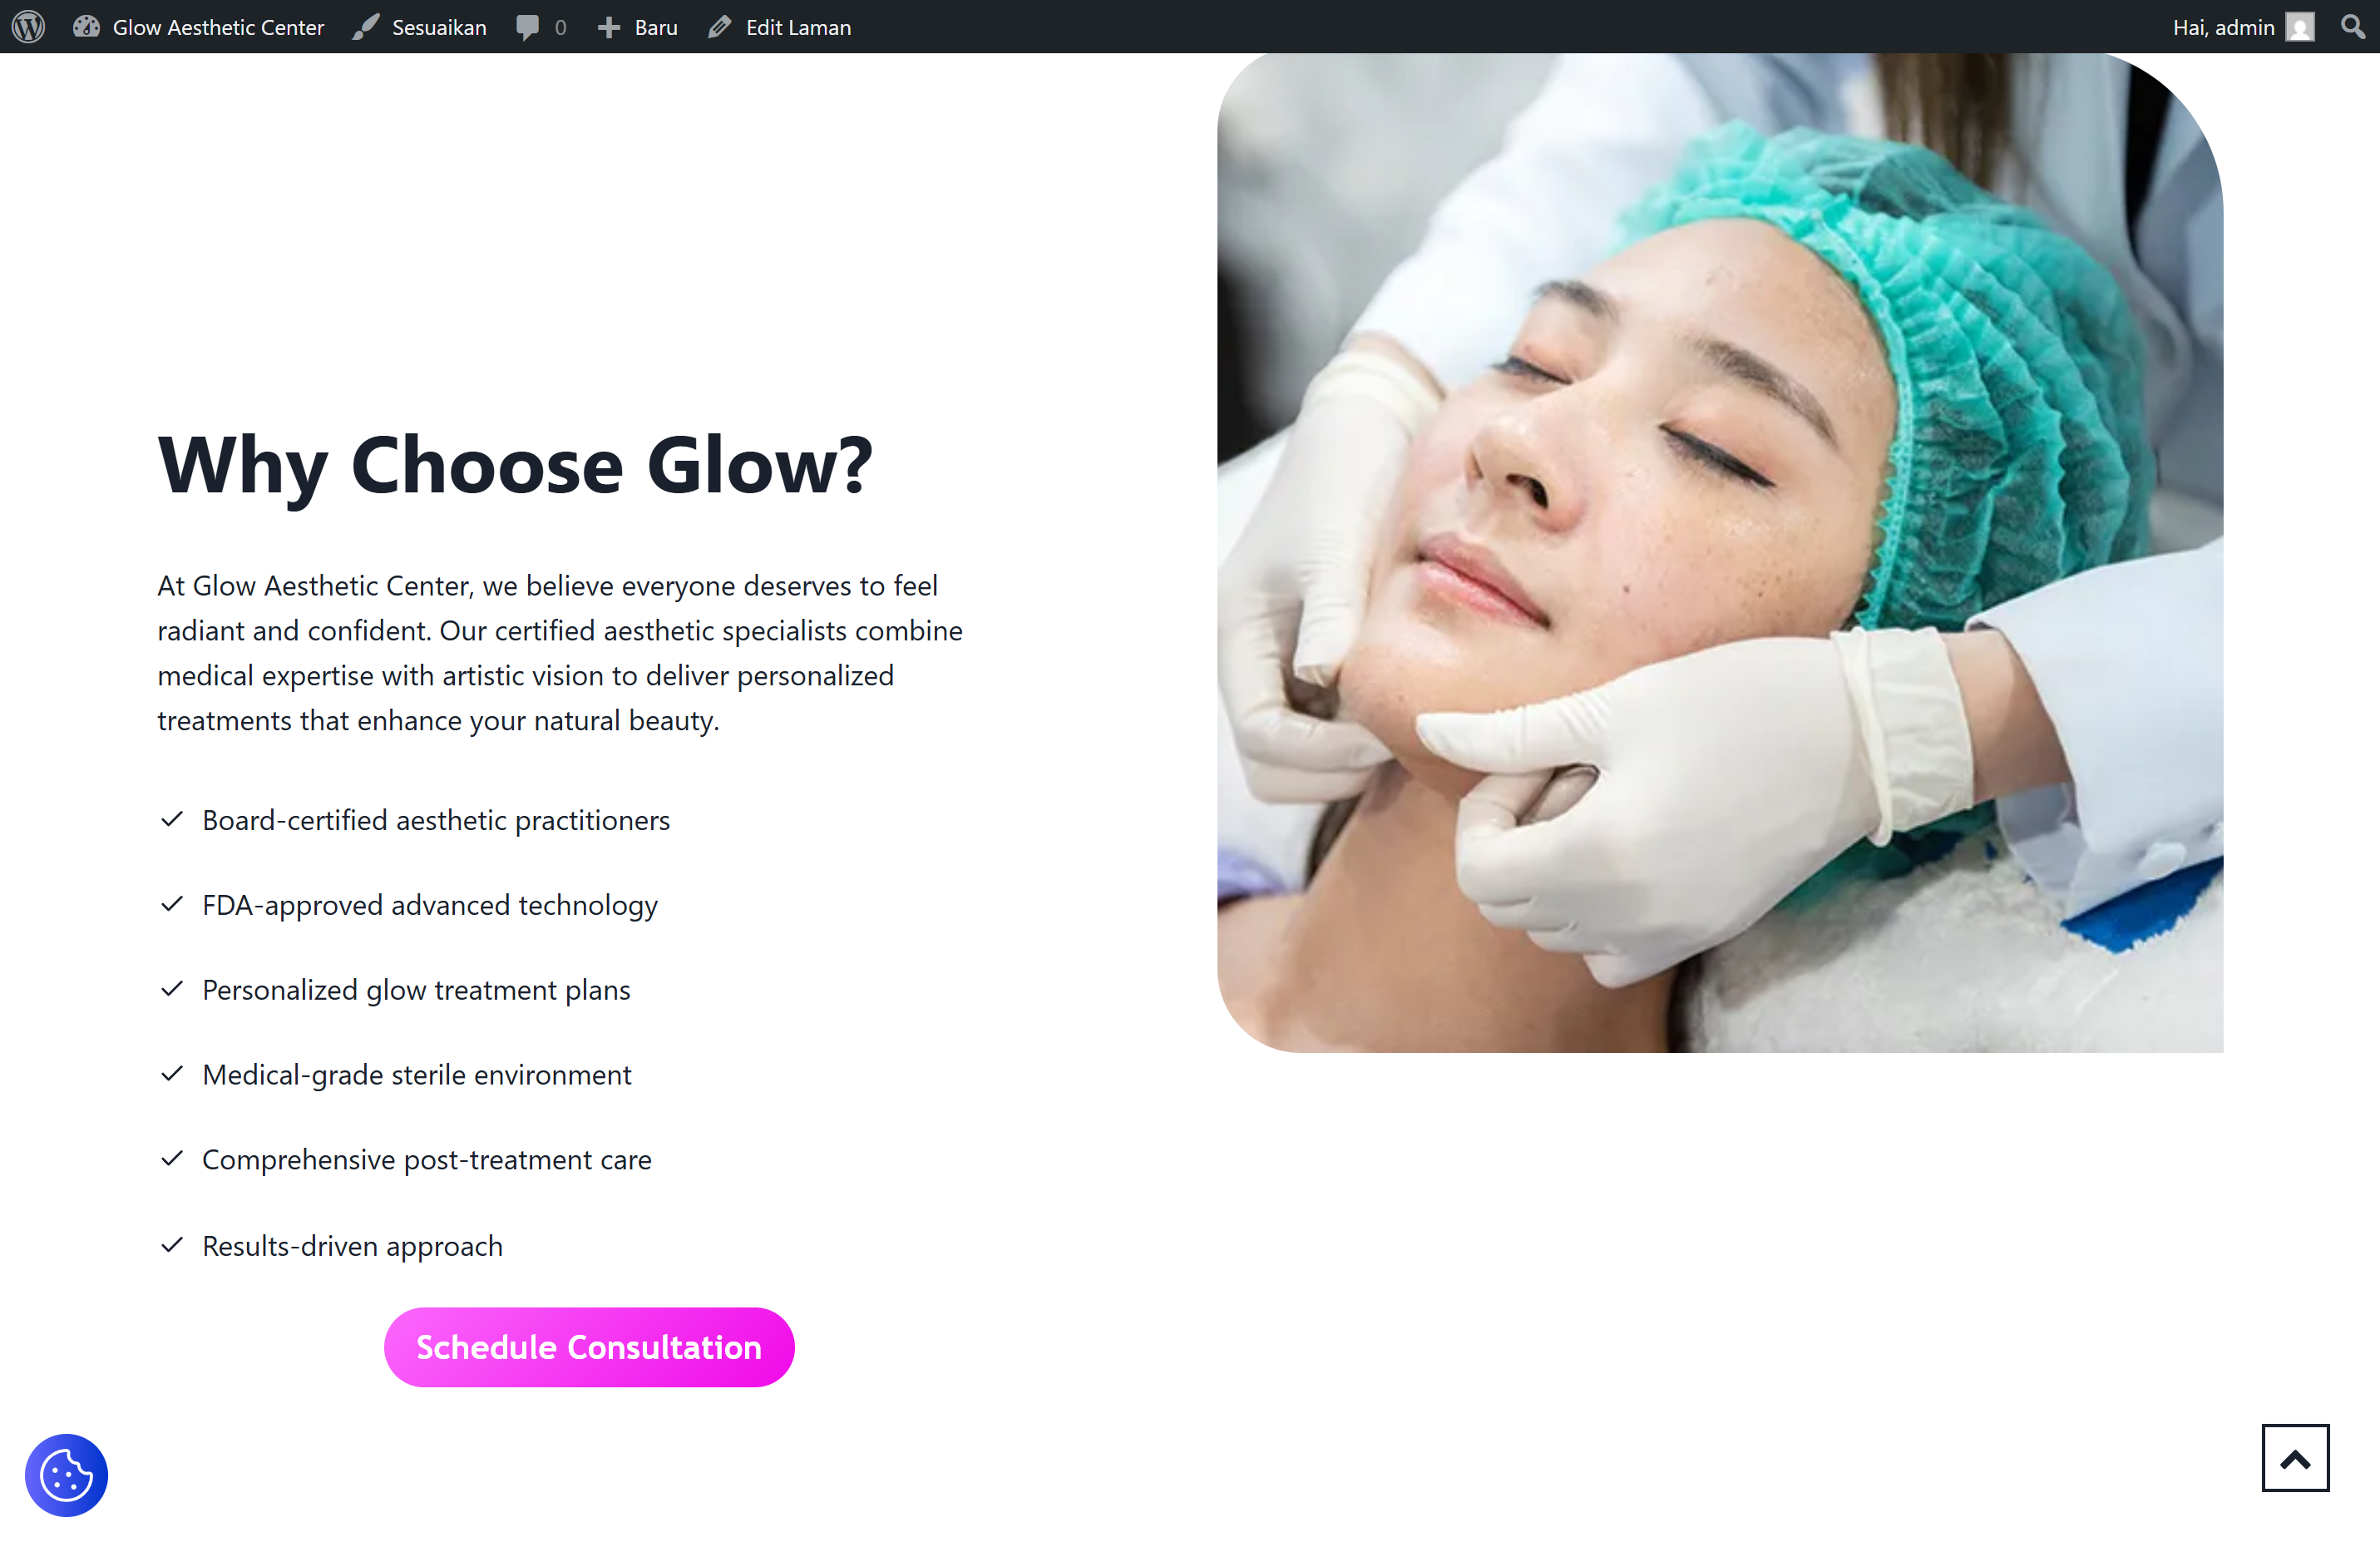 Glow Aesthetic Center Sesuaikan 0 Baru Edit Laman Hai, admin
Why Choose Glow?
At Glow Aesthetic Center, we believe everyone deserves to feel
radiant and confident. Our certified aesthetic specialists combine
medical expertise with artistic vision to deliver personalized
treatments that enhance your natural beauty.
Board-certified aesthetic practitioners
FDA-approved advanced technology
Personalized glow treatment plans
Medical-grade sterile environment
Comprehensive post-treatment care
Results-driven approach
Schedule Consultation